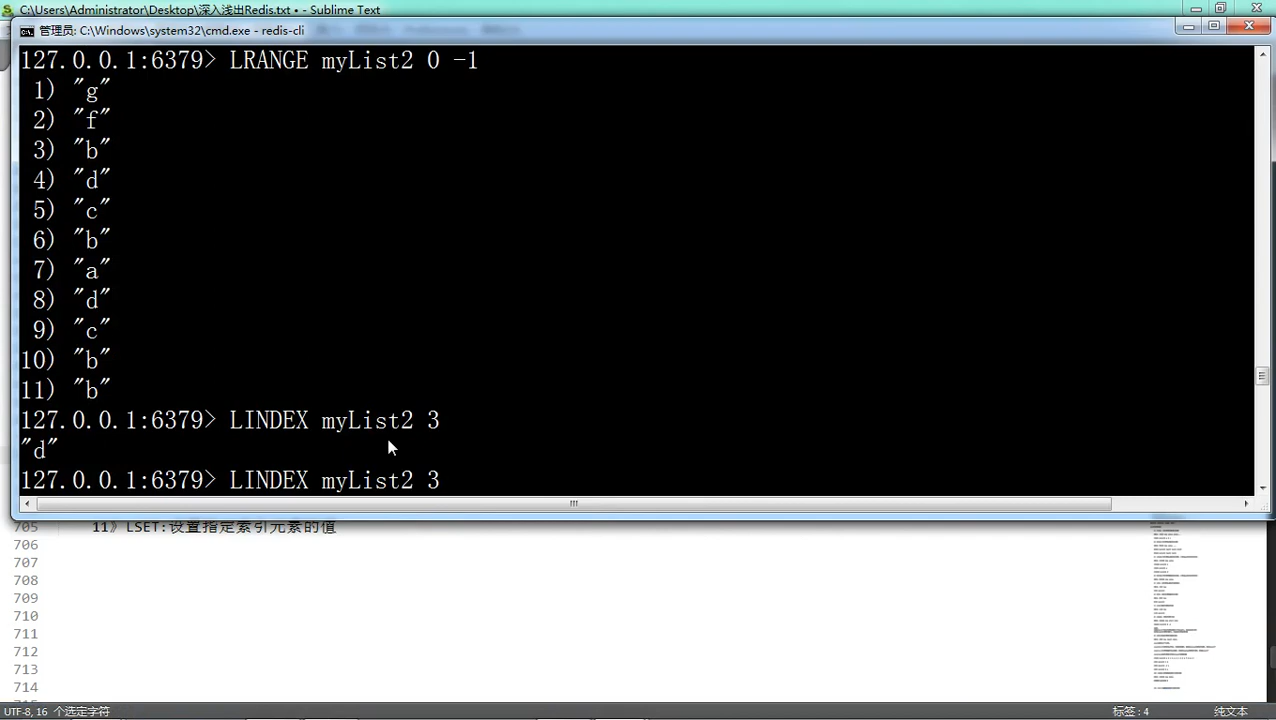 C:\Users\Administrator\Desktop\深入浅出Redis.txt • - Sublime Text
管理员: C:\Windows\system32\cmd.exe - redis-cli
127.0.0.1:6379> LRANGE myList2 0 -1
1) "g"
2) "f"
3) "b"
4) "d"
5) "c"
6) "b"
7) "a"
8) "d"
9) "c"
10) "b"
11) "b"
127.0.0.1:6379> LINDEX myList2 3
"d"
127.0.0.1:6379> LINDEX myList2 3
705 11》LSET:设置指定索引元素的值
706
707
708
709
710
711
712
713
714
UTF-8, 16 个选定字符 标签: 4 纯文本